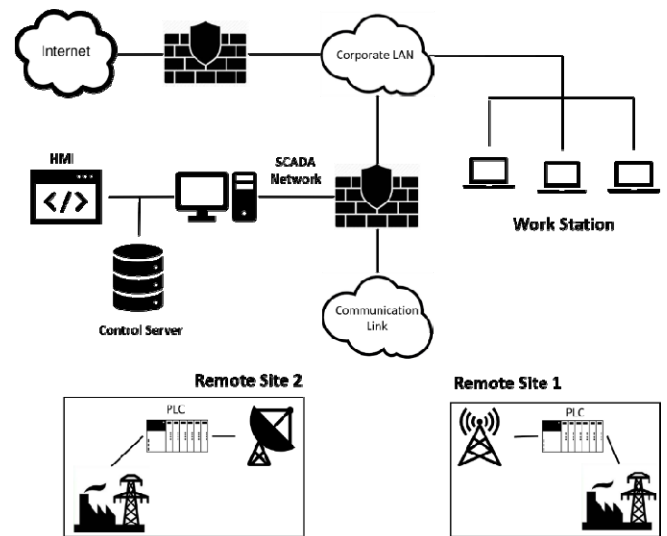 Internet
Corporate LAN
HMI
SCADA
Network
</>
Work Station
Control Server
Communication
Link
Remote Site 2
Remote Site 1
PLC
PLC